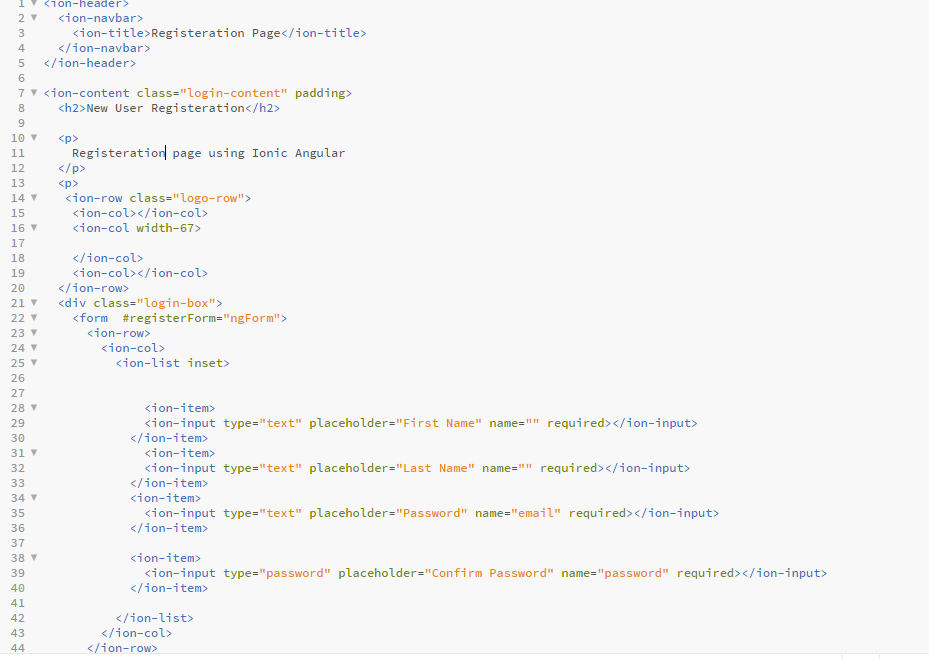 1 <ion-header>
2 <ion-navbar>
3 <ion-title>Registeration Page</ion-title>
4 </ion-navbar>
5 </ion-header>
6
7 <ion-content class="login-content" padding>
8 <h2>New User Registeration</h2>
9
10 <p>
11 Registeration page using Ionic Angular
12 </p>
13 <p>
14 <ion-row class="logo-row">
15 <ion-col></ion-col>
16 <ion-col width-67>
17
18 </ion-col>
19 <ion-col></ion-col>
20 </ion-row>
21 <div class="login-box">
22 <form  #registerForm="ngForm">
23 <ion-row>
24 <ion-col>
25 <ion-list inset>
26
27
28 <ion-item>
29 <ion-input type="text" placeholder="First Name" name="" required></ion-input>
30 </ion-item>
31 <ion-item>
32 <ion-input type="text" placeholder="Last Name" name="" required></ion-input>
33 </ion-item>
34 <ion-item>
35 <ion-input type="text" placeholder="Password" name="email" required></ion-input>
36 </ion-item>
37
38 <ion-item>
39 <ion-input type="password" placeholder="Confirm Password" name="password" required></ion-input>
40 </ion-item>
41
42 </ion-list>
43 </ion-col>
44 </ion-row>